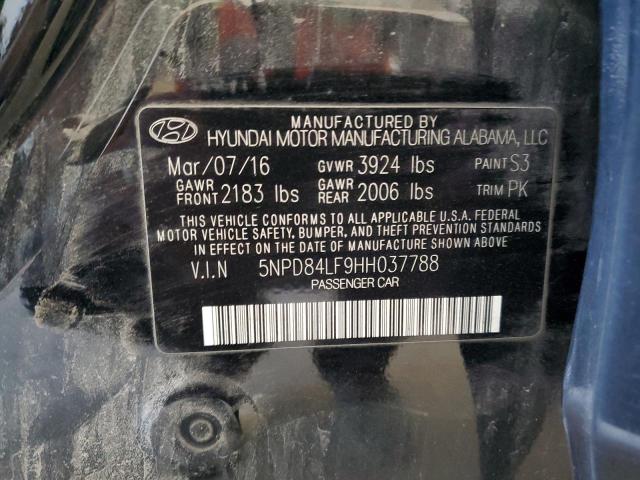 MANUFACTURED BY
HYUNDAI MOTOR MANUFACTURING ALABAMA, LLC
Mar/07/16 GVWR 3924 lbs PAINT S3
GAWR FRONT 2183 lbs GAWR REAR 2006 lbs TRIM PK
THIS VEHICLE CONFORMS TO ALL APPLICABLE U.S.A. FEDERAL
MOTOR VEHICLE SAFETY, BUMPER, AND THEFT PREVENTION STANDARDS
IN EFFECT ON THE DATE OF MANUFACTURE SHOWN ABOVE
V.I.N 5NPD84LF9HH037788
PASSENGER CAR